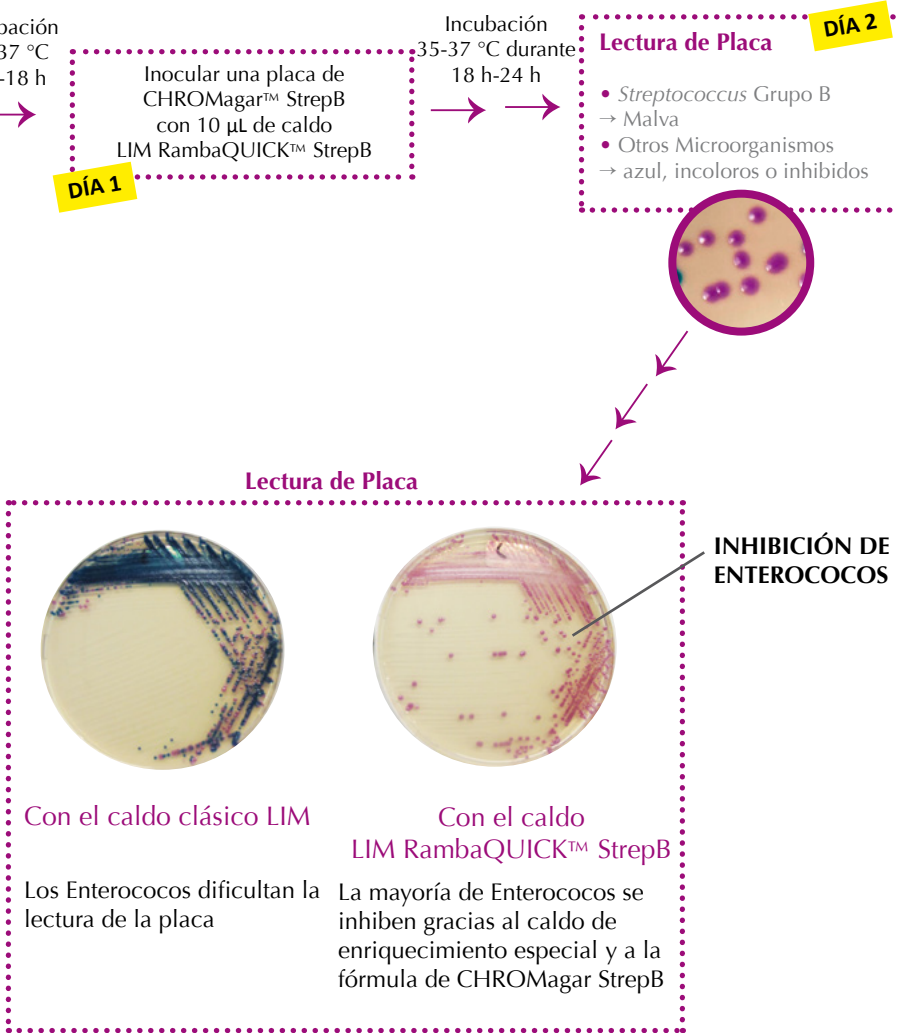 Incubación
35-37 °C durante
18 h-24 h
Inocular una placa de
CHROMagar™ StrepB
con 10 µL de caldo
LIM RambaQUICK™ StrepB
DÍA 1
DÍA 2
Lectura de Placa
• Streptococcus Grupo B
→ Malva
• Otros Microorganismos
→ azul, incoloros o inhibidos
Lectura de Placa
INHIBICIÓN DE
ENTEROCOCOS
Con el caldo clásico LIM
Los Enterococos dificultan la
lectura de la placa
Con el caldo
LIM RambaQUICK™ StrepB
La mayoría de Enterococos se
inhiben gracias al caldo de
enriquecimiento especial y a la
fórmula de CHROMagar StrepB